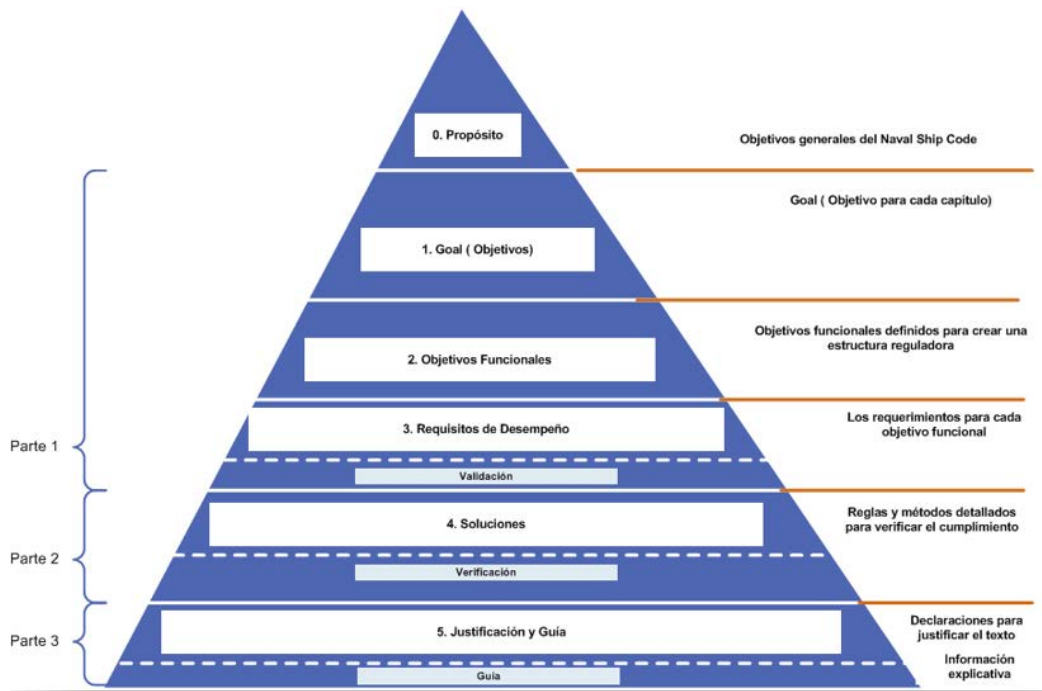 0. Propósito
Objetivos generales del Naval Ship Code
Goal ( Objetivo para cada capítulo)
1. Goal ( Objetivos)
Objetivos funcionales definidos para crear una
estructura reguladora
2. Objetivos Funcionales
Los requerimientos para cada
objetivo funcional
3. Requisitos de Desempeño
Parte 1
Validación
4. Soluciones
Reglas y métodos detallados
para verificar el cumplimiento
Parte 2
Verificación
5. Justificación y Guía
Declaraciones para
justificar el texto
Parte 3
Información
explicativa
Guía